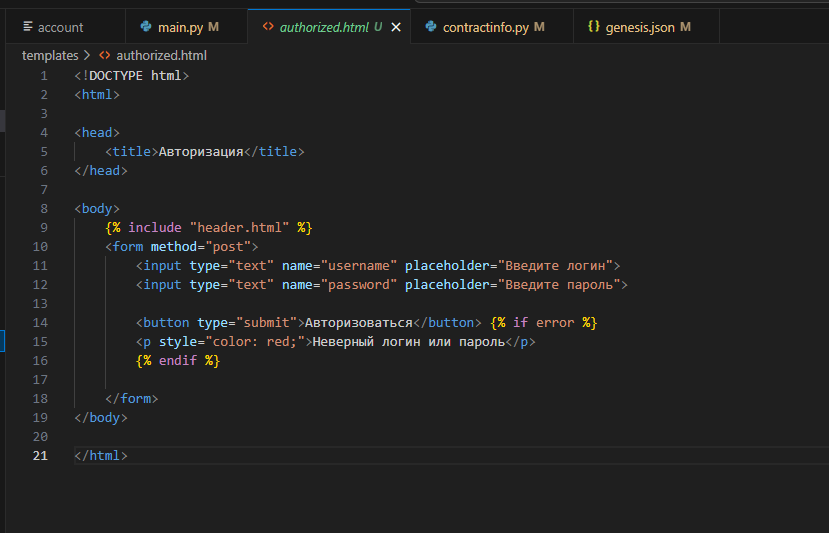 account main.py M authorized.html U contractinfo.py M genesis.json M
templates > authorized.html
1 <!DOCTYPE html>
2 <html>
3
4 <head>
5 <title>Авторизация</title>
6 </head>
7
8 <body>
9 {% include "header.html" %}
10 <form method="post">
11 <input type="text" name="username" placeholder="Введите логин">
12 <input type="text" name="password" placeholder="Введите пароль">
13
14 <button type="submit">Авторизоваться</button> {% if error %}
15 <p style="color: red;">Неверный логин или пароль</p>
16 {% endif %}
17
18 </form>
19 </body>
20
21 </html>